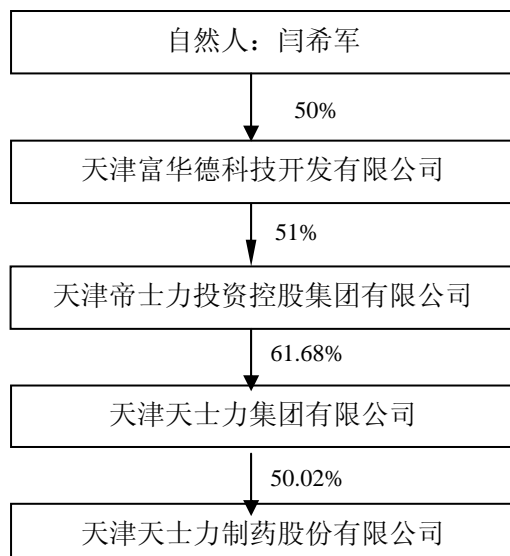 自然人：闫希军
50%
天津富华德科技开发有限公司
51%
天津帝士力投资控股集团有限公司
61.68%
天津天士力集团有限公司
50.02%
天津天士力制药股份有限公司